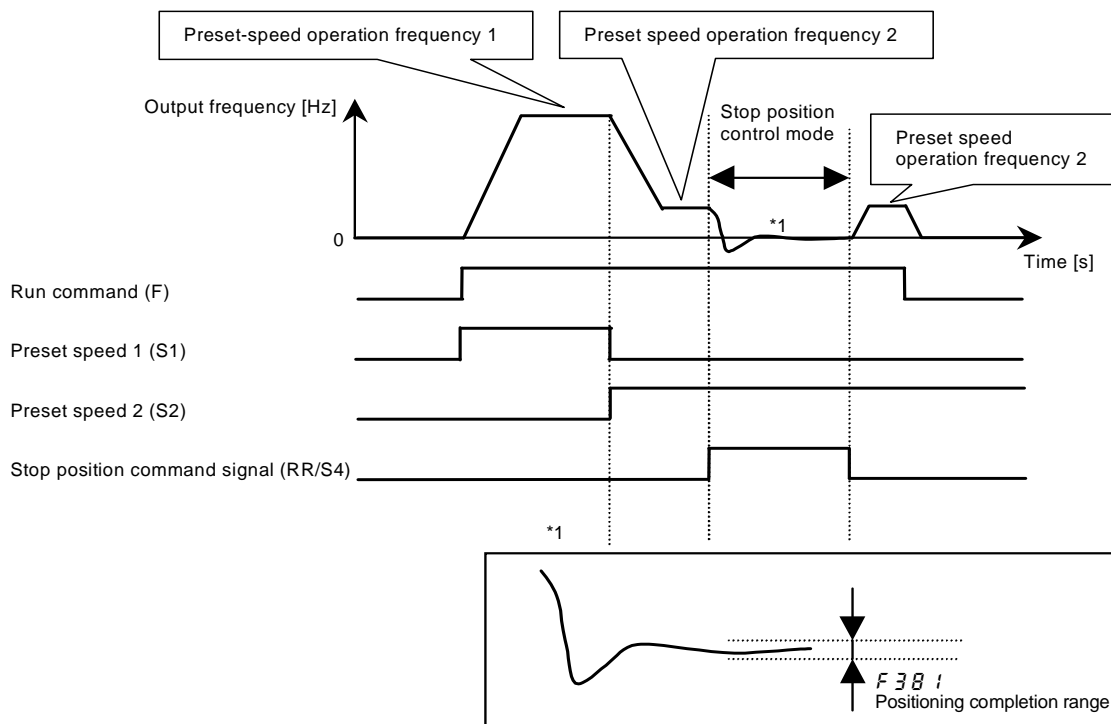 Preset-speed operation frequency 1
Preset speed operation frequency 2
Output frequency [Hz]
Stop position
control mode
Preset speed
operation frequency 2
*1
0
Time [s]
Run command (F)
Preset speed 1 (S1)
Preset speed 2 (S2)
Stop position command signal (RR/S4)
*1
F381
Positioning completion range